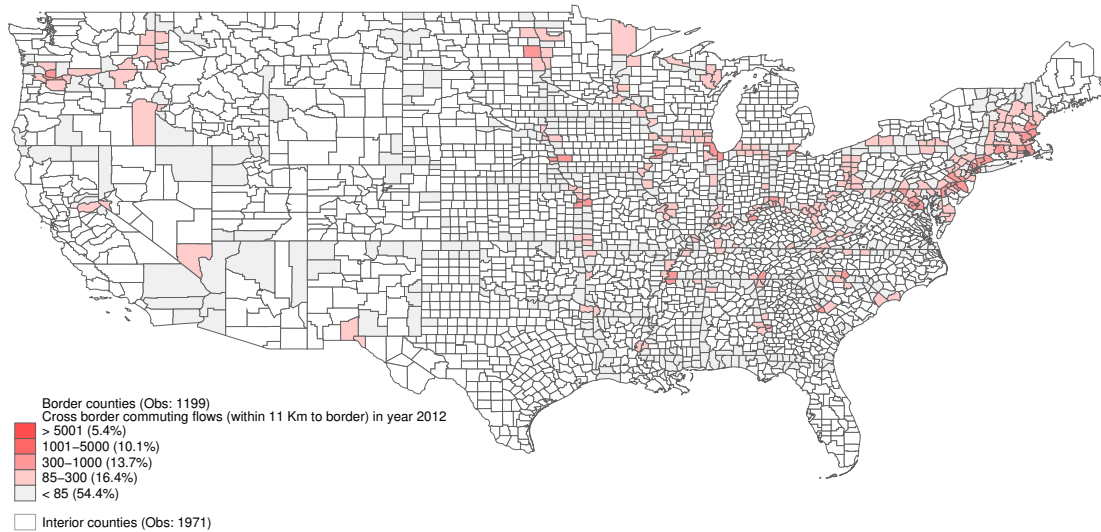 Border counties (Obs: 1199)
Cross border commuting flows (within 11 Km to border) in year 2012
> 5001 (5.4%)
1001−5000 (10.1%)
300−1000 (13.7%)
85−300 (16.4%)
< 85 (54.4%)
Interior counties (Obs: 1971)